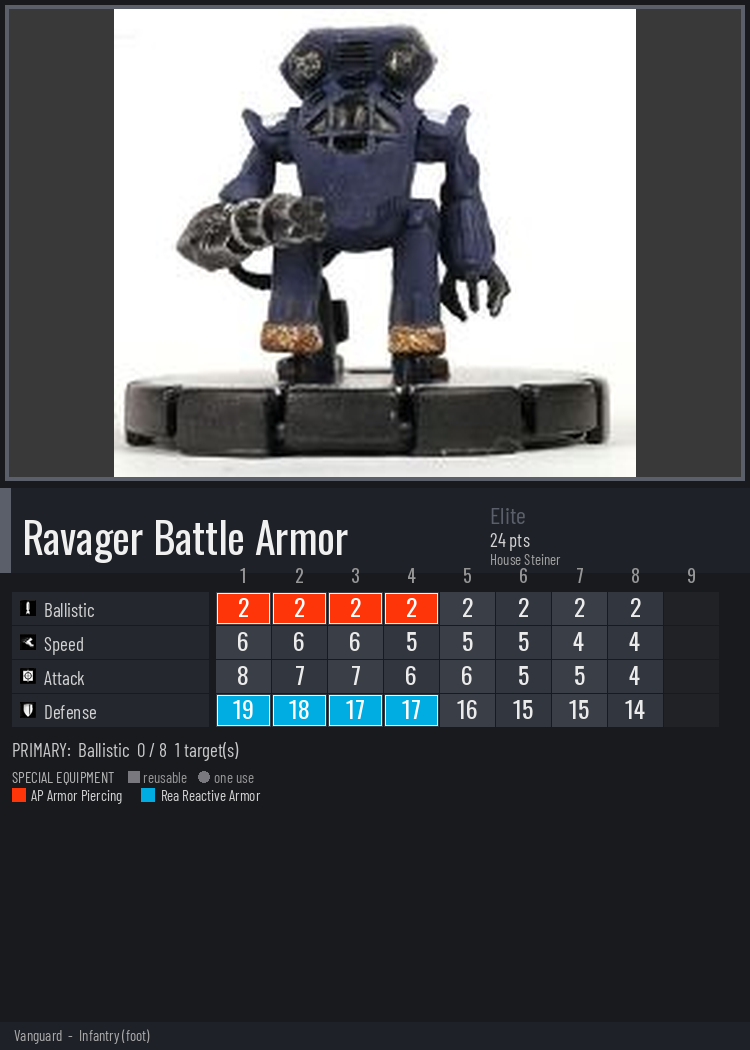 Ravager Battle Armor
Elite
24 pts
House Steiner
1 2 3 4 5 6 7 8 9
Ballistic 2 2 2 2 2 2 2 2
Speed 6 6 6 5 5 5 4 4
Attack 8 7 7 6 6 5 5 4
Defense 19 18 17 17 16 15 15 14
PRIMARY: Ballistic 0 / 8 1 target(s)
SPECIAL EQUIPMENT reusable one use
AP Armor Piercing Rea Reactive Armor
Vanguard - Infantry (foot)